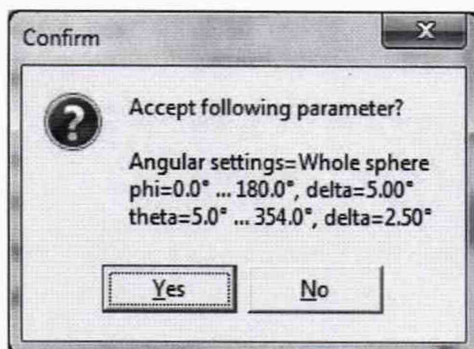 Confirm
Accept following parameter?
Angular settings=Whole sphere
phi=0.0° ... 180.0°, delta=5.00°
theta=5.0° ... 354.0°, delta=2.50°
Yes
No